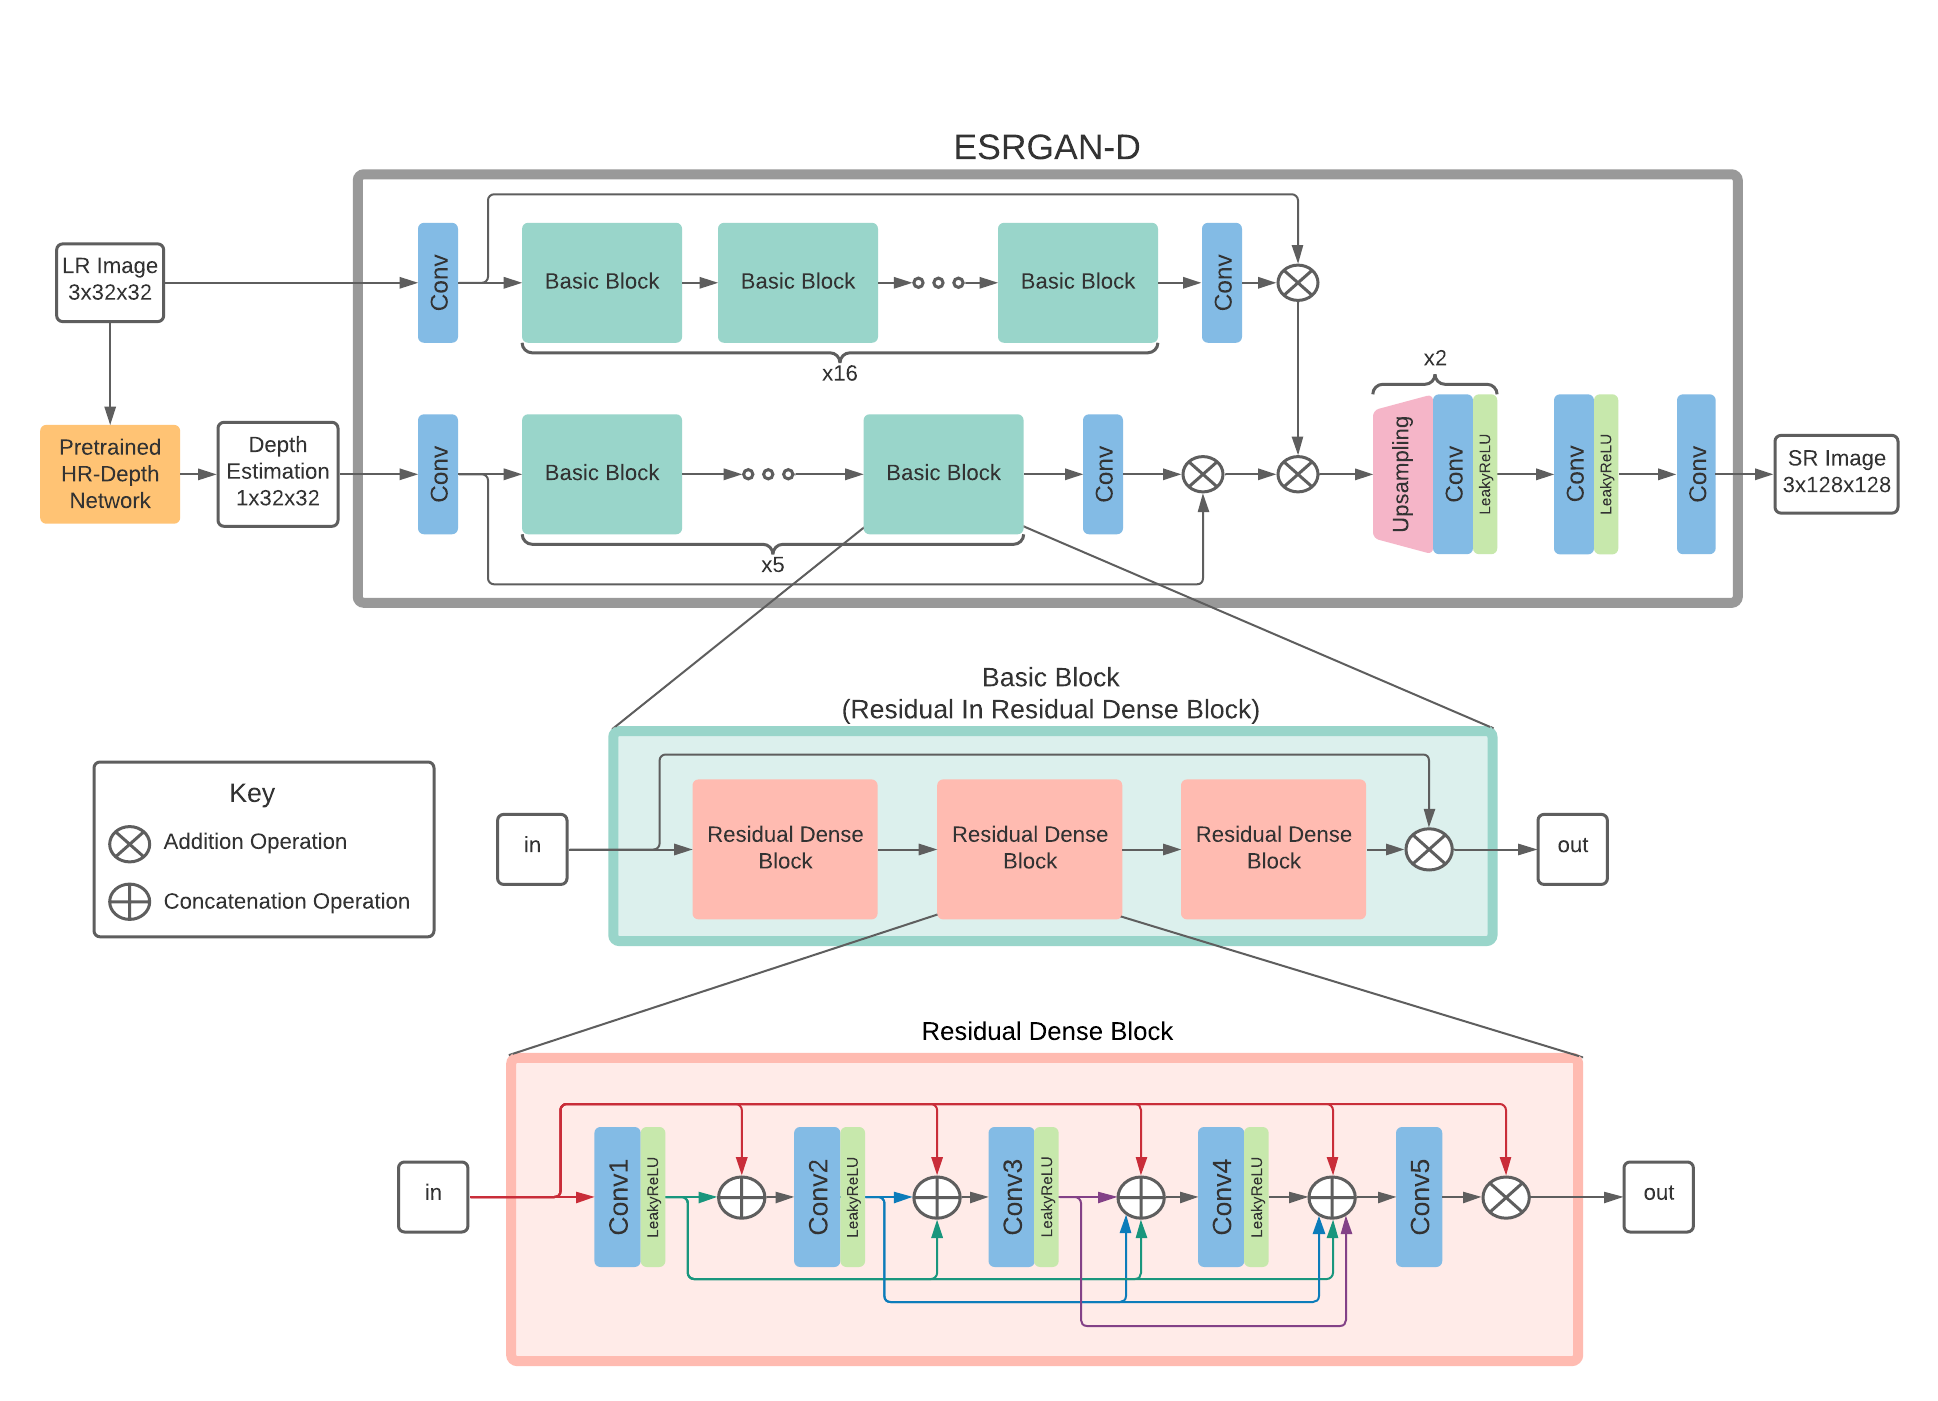 ESRGAN-D
LR Image
3x32x32
Conv
Basic Block
Basic Block
Basic Block
Conv
x16
Pretrained
HR-Depth
Network
Depth
Estimation
1x32x32
Conv
Basic Block
Basic Block
Conv
x5
x2
Upsampling
Conv
LeakyReLU
Conv
LeakyReLU
Conv
SR Image
3x128x128
Basic Block
(Residual In Residual Dense Block)
Key
Addition Operation
Concatenation Operation
in
Residual Dense
Block
Residual Dense
Block
Residual Dense
Block
out
Residual Dense Block
in
Conv1
LeakyReLU
Conv2
LeakyReLU
Conv3
LeakyReLU
Conv4
LeakyReLU
Conv5
out